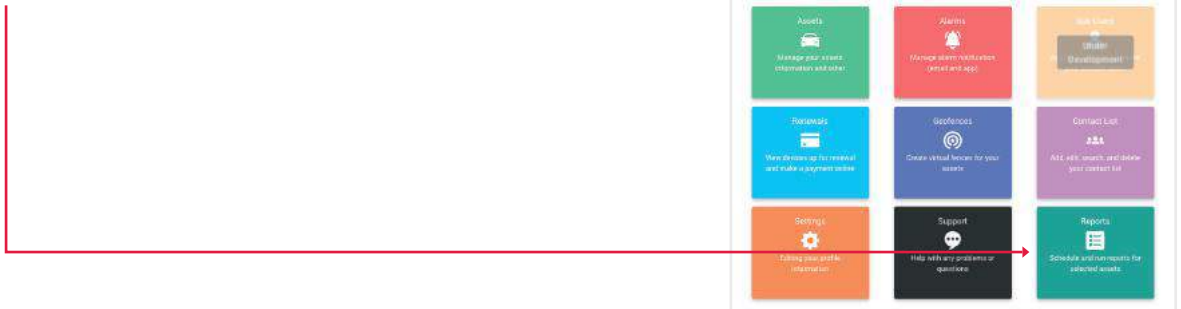 Assets
Manage your assets
information and other
Alarms
Manage alarm notification
(email and app)
Under
Development
Renewals
View devices up for renewal
and make a payment online
Geofences
Create virtual fences for your
assets
Contact List
Add, edit, search, and delete
your contact list
Settings
Editing your profile
information
Support
Help with any problems or
questions
Reports
Schedule and run reports for
selected assets